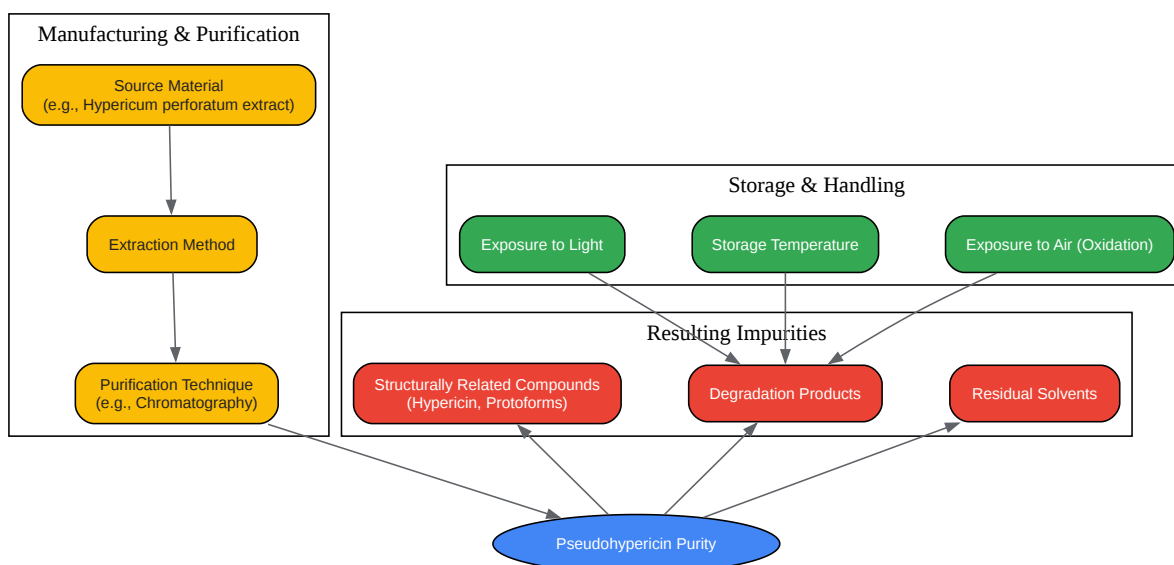 Manufacturing & Purification
Source Material
(e.g., Hypericum perforatum extract)
Extraction Method
Purification Technique
(e.g., Chromatography)
Storage & Handling
Exposure to Light
Storage Temperature
Exposure to Air (Oxidation)
Resulting Impurities
Structurally Related Compounds
(Hypericin, Protoforms)
Degradation Products
Residual Solvents
Pseudohypericin Purity